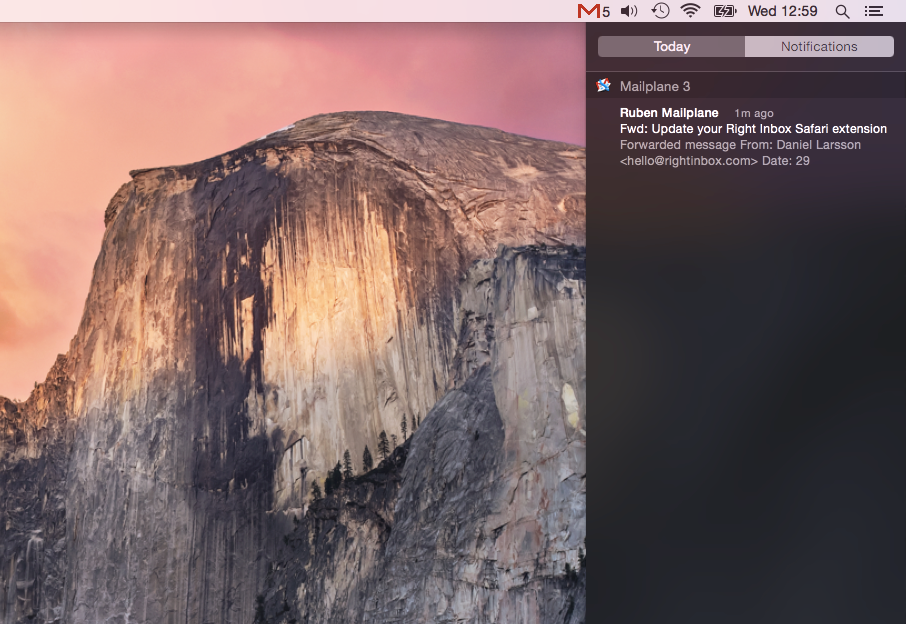 5 Wed 12:59
Today Notifications
Mailplane 3
Ruben Mailplane 1m ago
Fwd: Update your Right Inbox Safari extension
Forwarded message From: Daniel Larsson
<hello@rightinbox.com> Date: 29